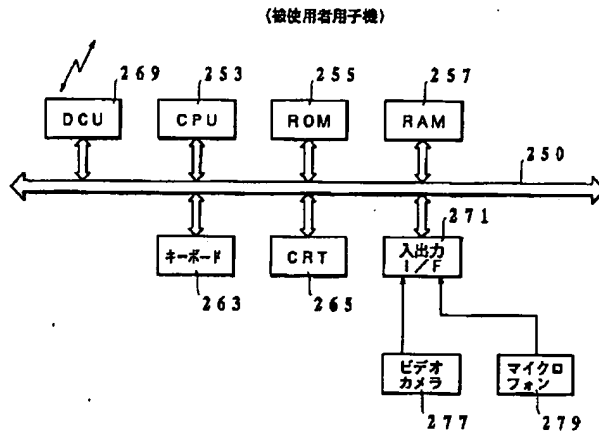 (被使用者用子機)
269
253
255
257
DCU
CPU
ROM
RAM
250
271
キーボード
CRT
入出力
I/F
263
265
ビデオ
カメラ
マイクロ
フォン
277
279